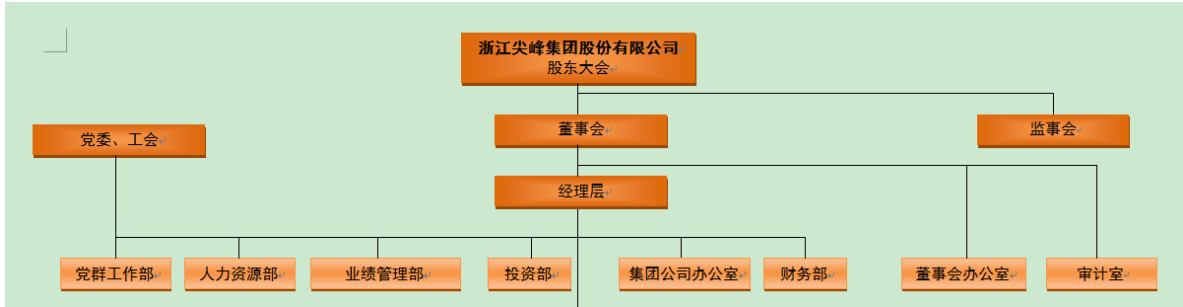 浙江尖峰集团股份有限公司
股东大会
董事会
监事会
党委、工会
经理层
党群工作部
人力资源部
业绩管理部
投资部
集团公司办公室
财务部
董事会办公室
审计室